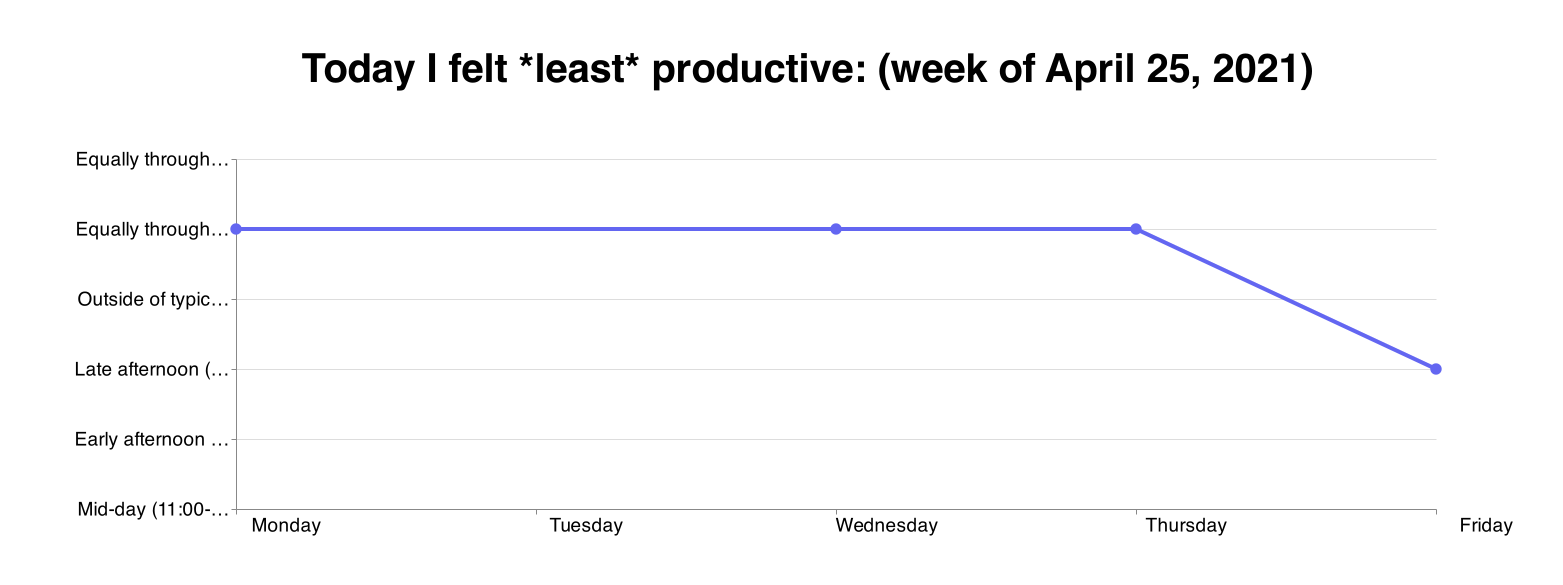 Today I felt *least* productive: (week of April 25, 2021)
Equally through…
Equally through…
Outside of typic…
Late afternoon (…
Early afternoon …
Mid-day (11:00-…
Monday Tuesday Wednesday Thursday Friday